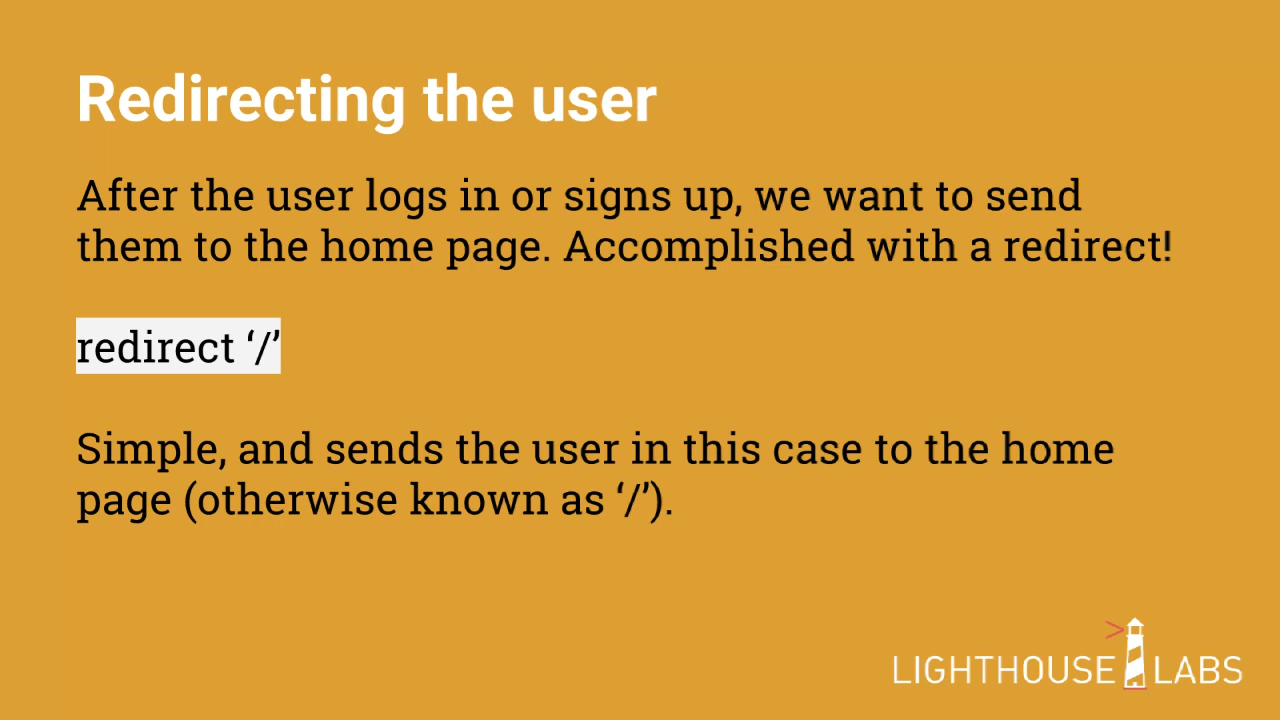 Redirecting the user
After the user logs in or signs up, we want to send
them to the home page. Accomplished with a redirect!
redirect ‘/’
Simple, and sends the user in this case to the home
page (otherwise known as ‘/’).
>
LIGHTHOUSE LABS